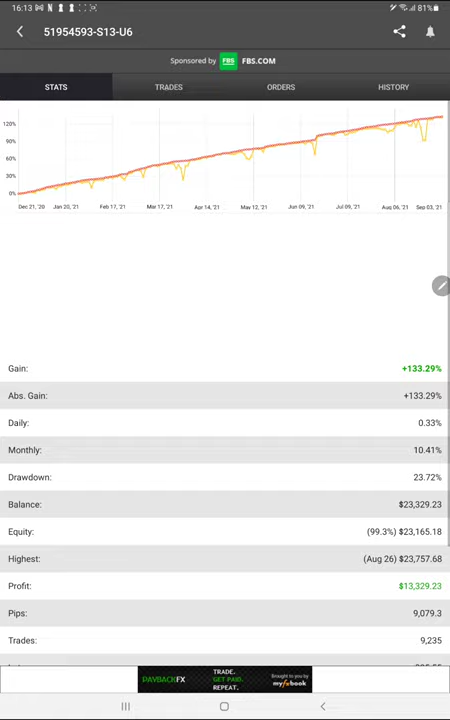 16:13
81%
51954593-S13-U6
Sponsored by FBS FBS.COM
STATS TRADES ORDERS HISTORY
120%
90%
60%
30%
0%
Dec 21, '20 Jan 20, '21 Feb 17, '21 Mar 17, '21 Apr 14, '21 May 12, '21 Jun 09, '21 Jul 09, '21 Aug 06, '21 Sep 03, '21
Gain: +133.29%
Abs. Gain: +133.29%
Daily: 0.33%
Monthly: 10.41%
Drawdown: 23.72%
Balance: $23,329.23
Equity: (99.3%) $23,165.18
Highest: (Aug 26) $23,757.68
Profit: $13,329.23
Pips: 9,079.3
Trades: 9,235
PAYBACKFX
TRADE.
GET PAID.
REPEAT.
Brought to you by
myfxbook